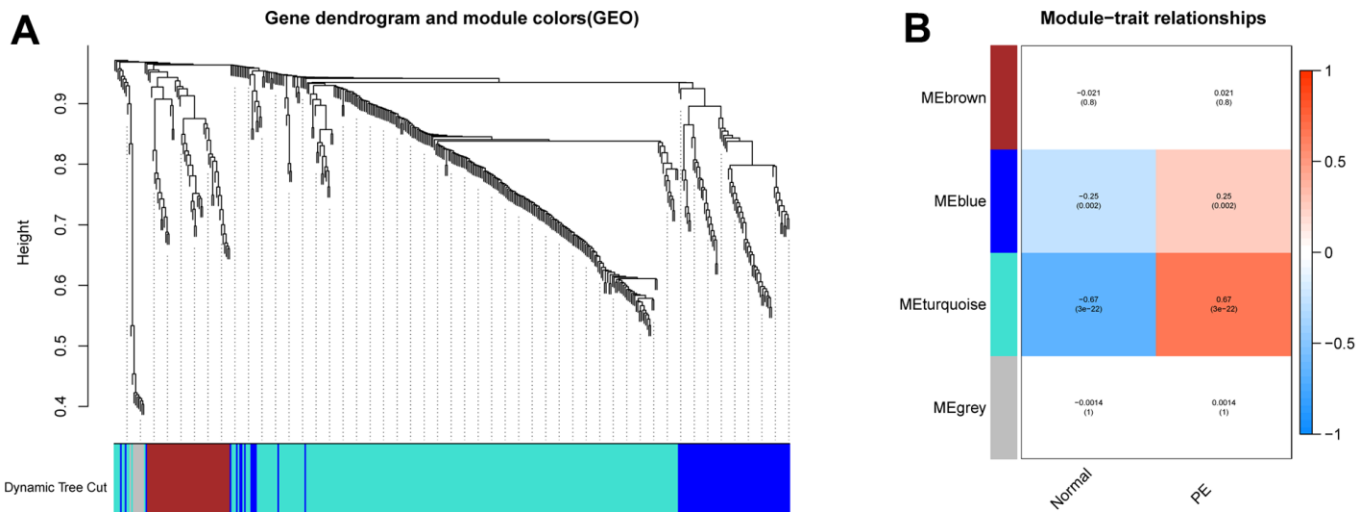 A
Gene dendrogram and module colors(GEO)
Height
0.9
0.8
0.7
0.6
0.5
0.4
Dynamic Tree Cut
B
Module−trait relationships
MEbrown
−0.021
(0.8)
0.021
(0.8)
MEblue
−0.25
(0.002)
0.25
(0.002)
MEturquoise
−0.67
(3e−22)
0.67
(3e−22)
MEgrey
−0.0014
(1)
0.0014
(1)
Normal
PE
1
0.5
0
−0.5
−1